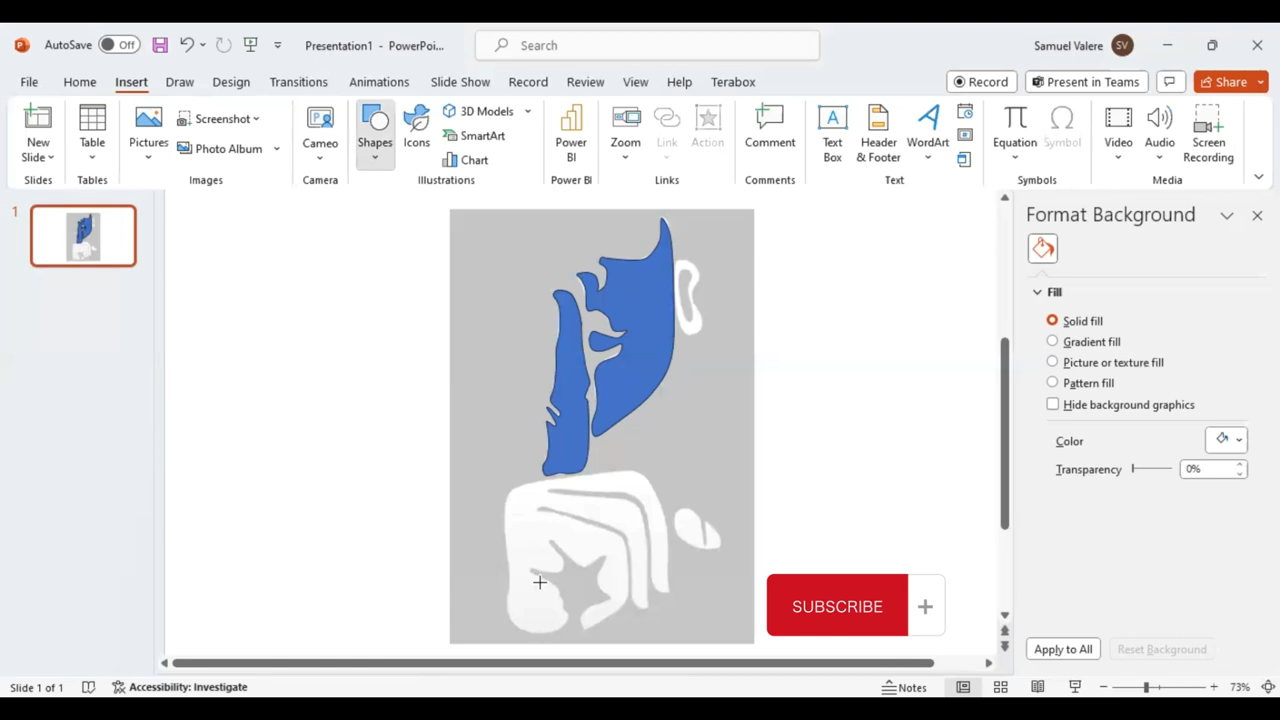 AutoSave Off Presentation1 - PowerPoi... Search Samuel Valere SV
File Home Insert Draw Design Transitions Animations Slide Show Record Review View Help Terabox Record Present in Teams Share
New Slide Table Pictures Screenshot Photo Album Cameo Shapes Icons 3D Models SmartArt Chart Power BI Zoom Link Action Comment Text Box Header & Footer WordArt Equation Symbol Video Audio Screen Recording
Slides Tables Images Camera Illustrations Power BI Links Comments Text Symbols Media
1
Format Background
Fill
Solid fill
Gradient fill
Picture or texture fill
Pattern fill
Hide background graphics
Color
Transparency 0%
SUBSCRIBE +
Apply to All Reset Background
Slide 1 of 1 Accessibility: Investigate Notes 73%